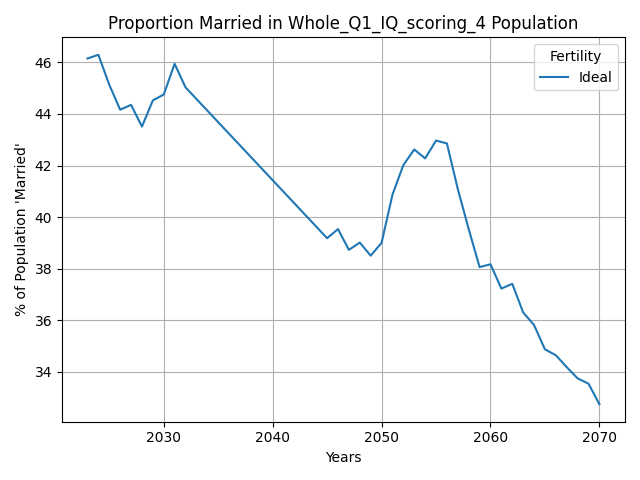 Proportion Married in Whole_Q1_IQ_scoring_4 Population
Fertility
Ideal
% of Population 'Married'
46
44
42
40
38
36
34
2030
2040
2050
2060
2070
Years